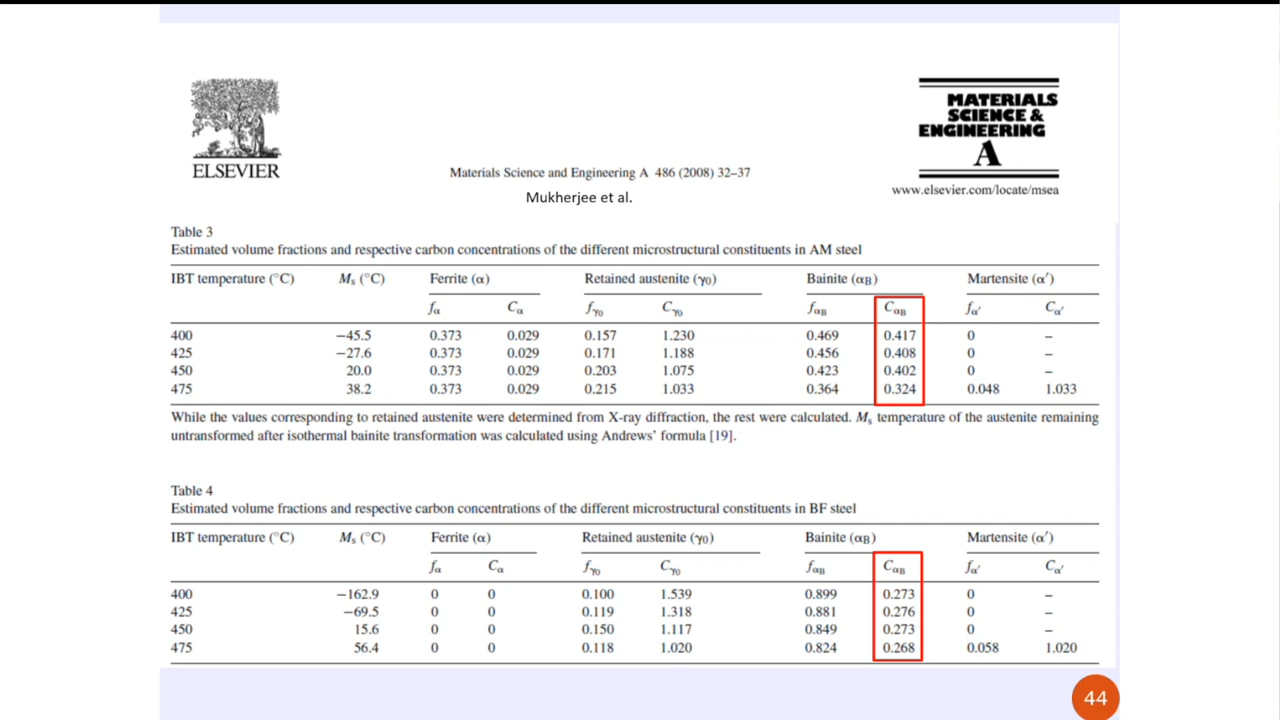 ELSEVIER
MATERIALS
SCIENCE &
ENGINEERING
A
Materials Science and Engineering A 486 (2008) 32–37
www.elsevier.com/locate/msea
Mukherjee et al.
Table 3
Estimated volume fractions and respective carbon concentrations of the different microstructural constituents in AM steel
IBT temperature (°C) Ms (°C) Ferrite (α) Retained austenite (γ0) Bainite (αB) Martensite (α′)
fα Cα fγ0 Cγ0 fαB CαB fα′ Cα′
400 −45.5 0.373 0.029 0.157 1.230 0.469 0.417 0 –
425 −27.6 0.373 0.029 0.171 1.188 0.456 0.408 0 –
450 20.0 0.373 0.029 0.203 1.075 0.423 0.402 0 –
475 38.2 0.373 0.029 0.215 1.033 0.364 0.324 0.048 1.033
While the values corresponding to retained austenite were determined from X-ray diffraction, the rest were calculated. Ms temperature of the austenite remaining
untransformed after isothermal bainite transformation was calculated using Andrews' formula [19].
Table 4
Estimated volume fractions and respective carbon concentrations of the different microstructural constituents in BF steel
IBT temperature (°C) Ms (°C) Ferrite (α) Retained austenite (γ0) Bainite (αB) Martensite (α′)
fα Cα fγ0 Cγ0 fαB CαB fα′ Cα′
400 −162.9 0 0 0.100 1.539 0.899 0.273 0 –
425 −69.5 0 0 0.119 1.318 0.881 0.276 0 –
450 15.6 0 0 0.150 1.117 0.849 0.273 0 –
475 56.4 0 0 0.118 1.020 0.824 0.268 0.058 1.020
44